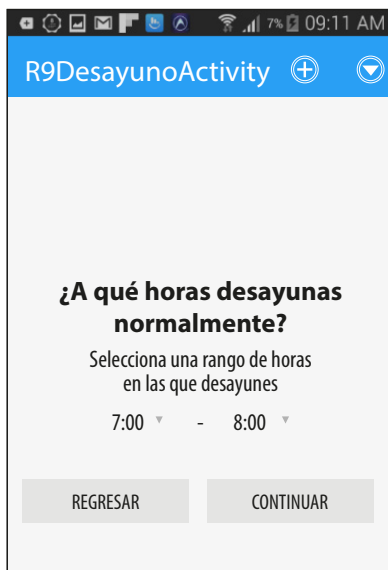 7% 09:11 AM
R9DesayunoActivity
¿A qué horas desayunas
normalmente?
Selecciona una rango de horas
en las que desayunes
7:00 - 8:00
REGRESAR CONTINUAR